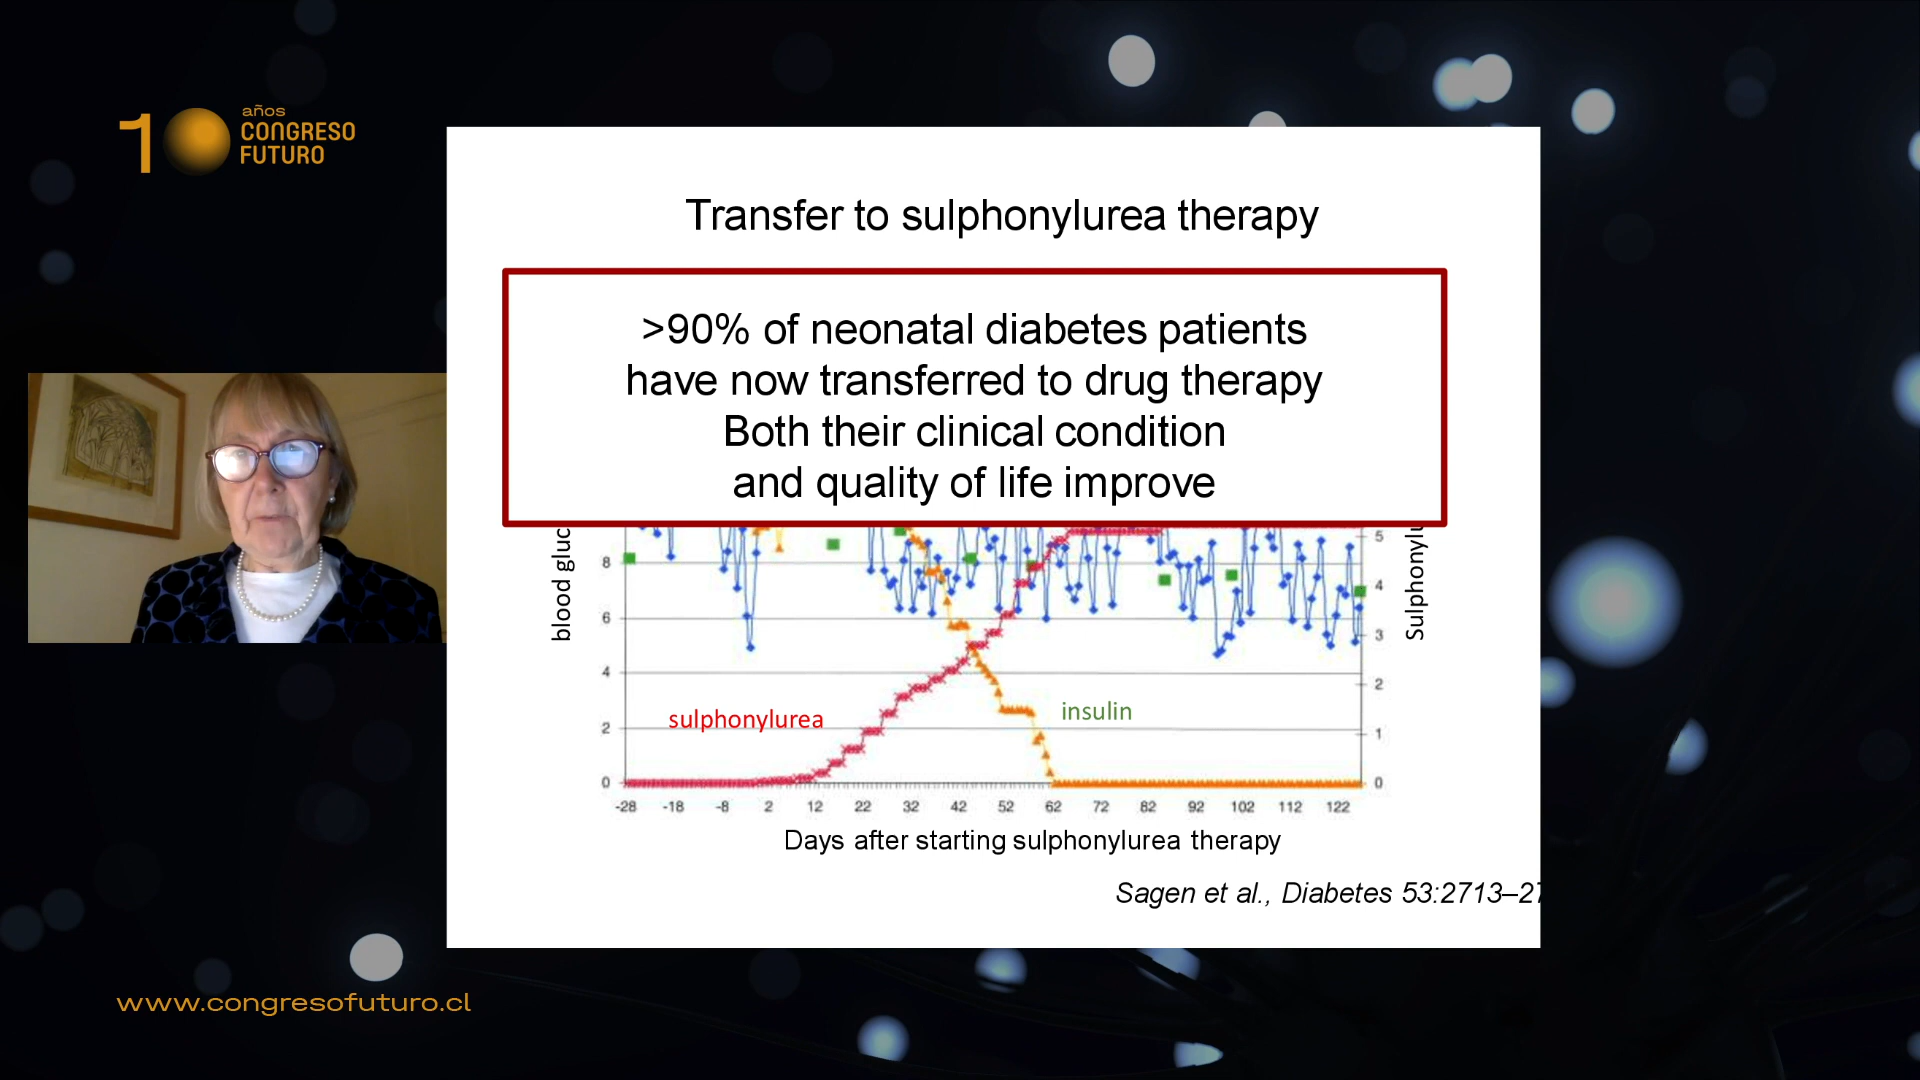 10 años
CONGRESO
FUTURO
Transfer to sulphonylurea therapy
>90% of neonatal diabetes patients
have now transferred to drug therapy
Both their clinical condition
and quality of life improve
blood gluc
8
6
4
2
0
5
4
3
2
1
0
Sulphonylu
sulphonylurea
insulin
-28 -18 -8 2 12 22 32 42 52 62 72 82 92 102 112 122
Days after starting sulphonylurea therapy
Sagen et al., Diabetes 53:2713–27
www.congresofuturo.cl